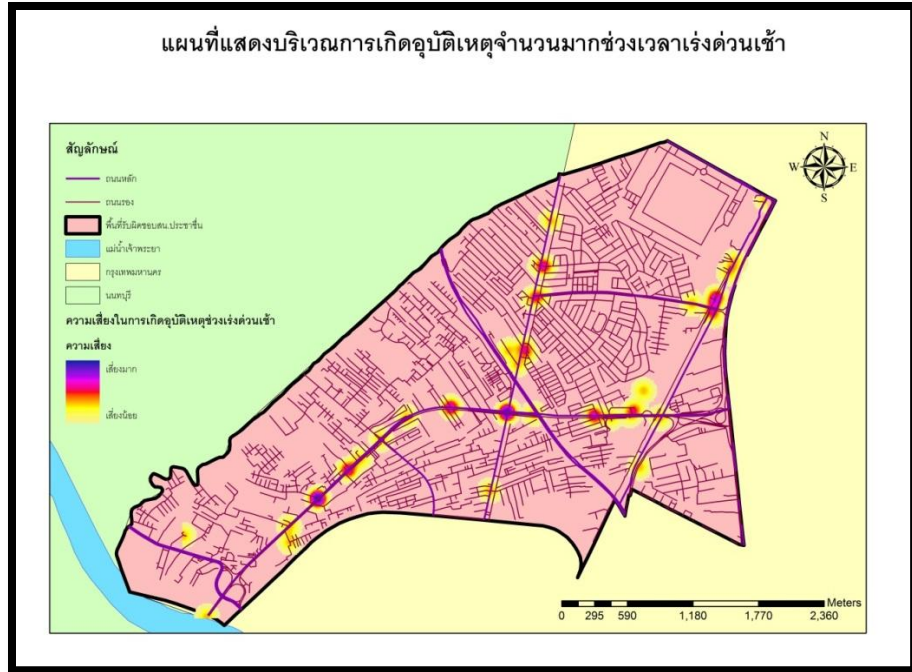 แผนที่แสดงบริเวณการเกิดอุบัติเหตุจำนวนมากช่วงเวลาเร่งด่วนเช้า
สัญลักษณ์
ถนนหลัก
ถนนรอง
พื้นที่รับผิดชอบสน.ประชาชื่น
แม่น้ำเจ้าพระยา
กรุงเทพมหานคร
นนทบุรี
ความเสี่ยงในการเกิดอุบัติเหตุช่วงเร่งด่วนเช้า
ความเสี่ยง
เสี่ยงมาก
เสี่ยงน้อย
N
W E
S
Meters
0 295 590 1,180 1,770 2,360